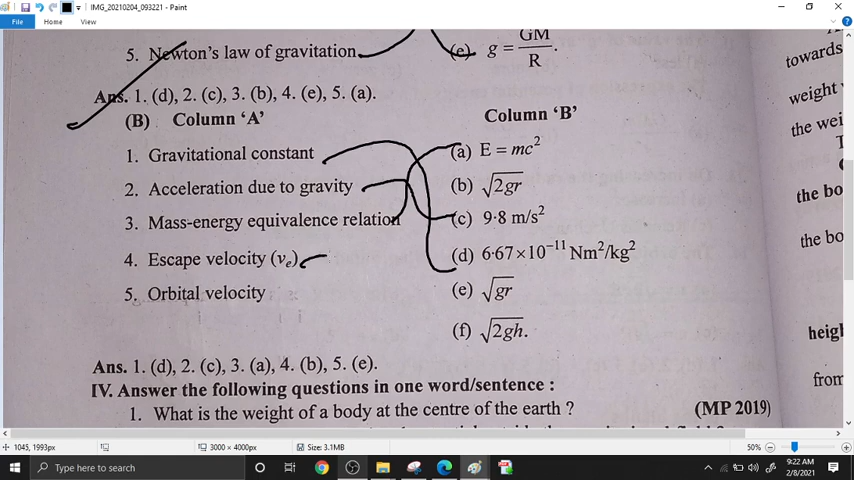 IMG_20210204_093221 - Paint
File Home View
5. Newton's law of gravitation (e) g = GM/R.
Ans. 1. (d), 2. (c), 3. (b), 4. (e), 5. (a).
(B) Column 'A' Column 'B'
1. Gravitational constant (a) E = mc²
2. Acceleration due to gravity (b) √2gr
3. Mass-energy equivalence relation (c) 9·8 m/s²
4. Escape velocity (vₑ) (d) 6·67×10⁻¹¹ Nm²/kg²
5. Orbital velocity (e) √gr
(f) √2gh.
Ans. 1. (d), 2. (c), 3. (a), 4. (b), 5. (e).
IV. Answer the following questions in one word/sentence :
1. What is the weight of a body at the centre of the earth ? (MP 2019)
towards
weight
the wei
the bo
the bo
heigh
from
1045, 1993px 3000 × 4000px Size: 3.1MB 50%
Type here to search 9:22 AM
2/8/2021